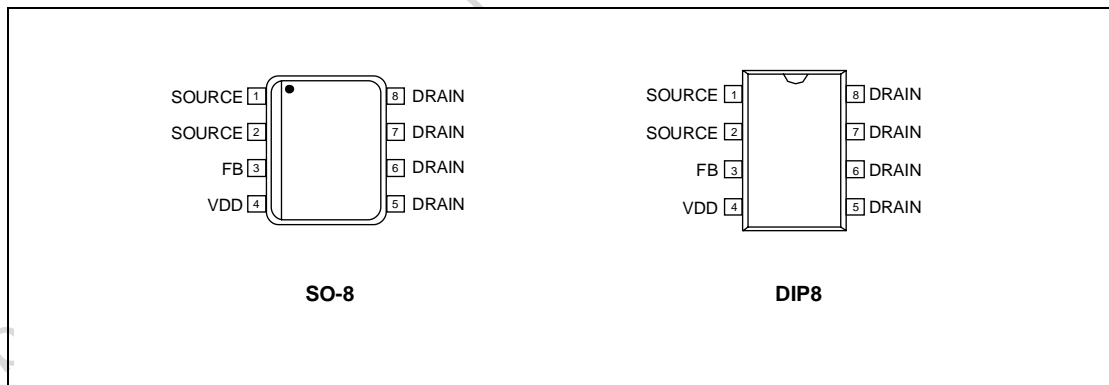 SOURCE 1 8 DRAIN
SOURCE 2 7 DRAIN
FB 3 6 DRAIN
VDD 4 5 DRAIN
SO-8
SOURCE 1 8 DRAIN
SOURCE 2 7 DRAIN
FB 3 6 DRAIN
VDD 4 5 DRAIN
DIP8